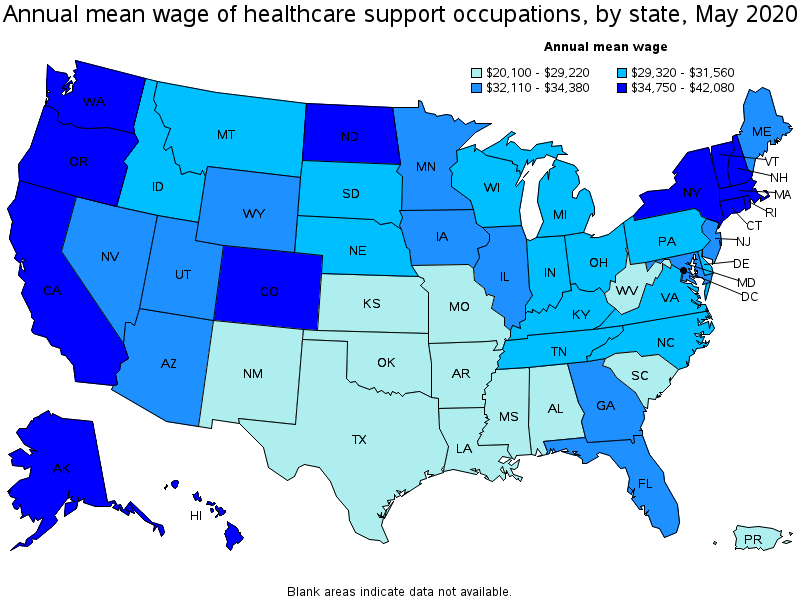 Annual mean wage of healthcare support occupations, by state, May 2020
Annual mean wage
$20,100 - $29,220
$29,320 - $31,560
$32,110 - $34,380
$34,750 - $42,080
WA
MT
ND
MN
ME
OR
ID
WY
SD
WI
MI
NY
VT
NH
MA
RI
CT
NV
UT
CO
NE
IA
IL
IN
OH
PA
NJ
DE
MD
DC
CA
AZ
NM
KS
MO
KY
WV
VA
OK
AR
TN
NC
SC
TX
LA
MS
AL
GA
FL
AK
HI
PR
Blank areas indicate data not available.